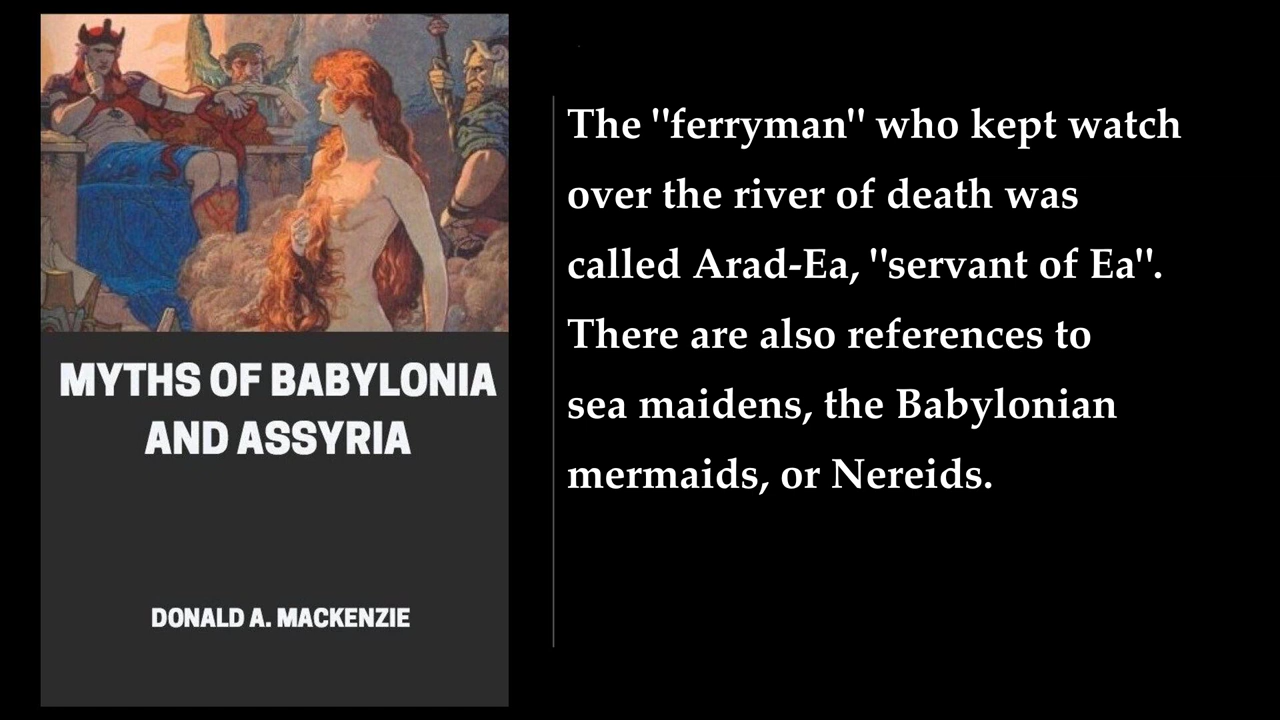 MYTHS OF BABYLONIA
AND ASSYRIA
DONALD A. MACKENZIE
The "ferryman" who kept watch
over the river of death was
called Arad-Ea, "servant of Ea".
There are also references to
sea maidens, the Babylonian
mermaids, or Nereids.